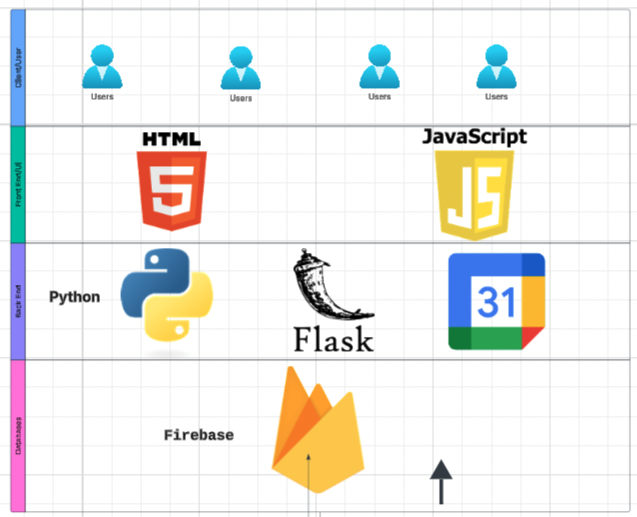 Client/User
Users
Users
Users
Users
Front End/UI
HTML
5
JavaScript
JS
Back End
Python
Flask
31
Firebase